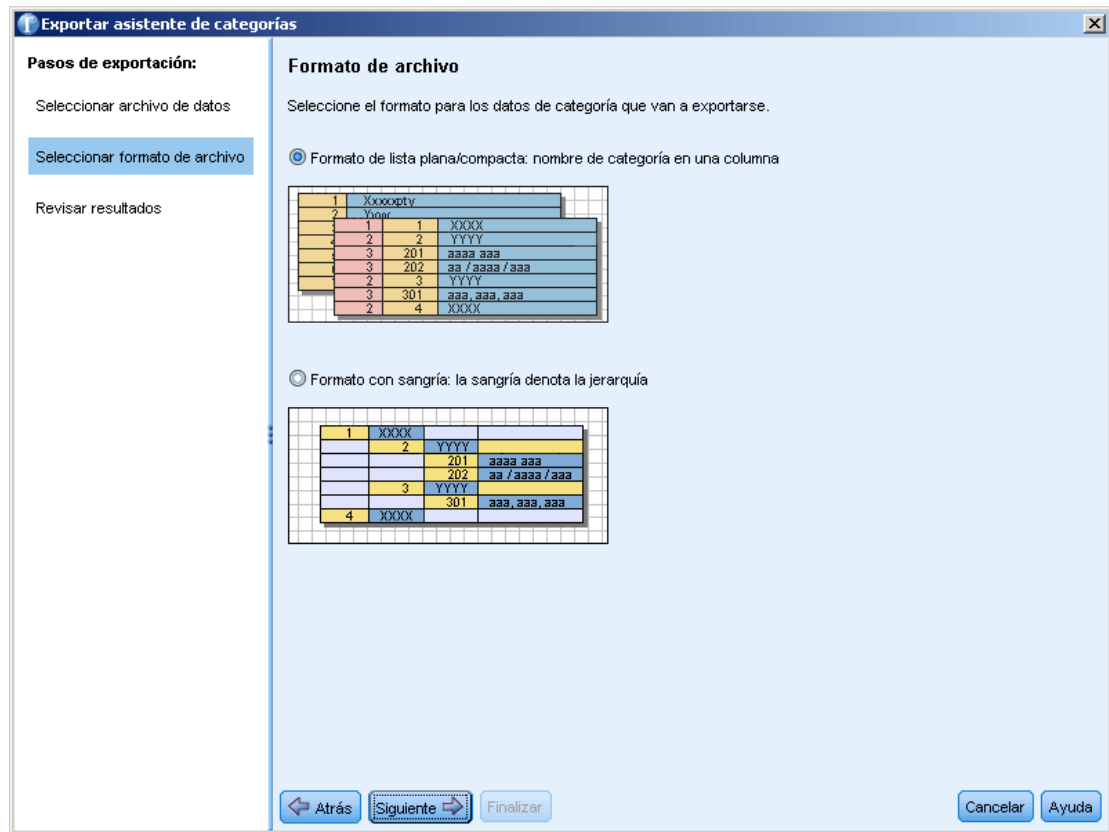 Exportar asistente de categorías
Pasos de exportación:
Seleccionar archivo de datos
Seleccionar formato de archivo
Revisar resultados
Formato de archivo
Seleccione el formato para los datos de categoría que van a exportarse.
Formato de lista plana/compacta: nombre de categoría en una columna
1 Xxxxxpty
2
1 1 XXXX
2 2 YYYY
3 201 aaaa aaa
3 202 aa / aaaa / aaa
2 3 YYYY
3 301 aaa, aaa, aaa
2 4 XXXX
Formato con sangría: la sangría denota la jerarquía
1 XXXX
2 YYYY
201 aaaa aaa
202 aa / aaaa / aaa
3 YYYY
301 aaa, aaa, aaa
4 XXXX
Atrás Siguiente Finalizar Cancelar Ayuda